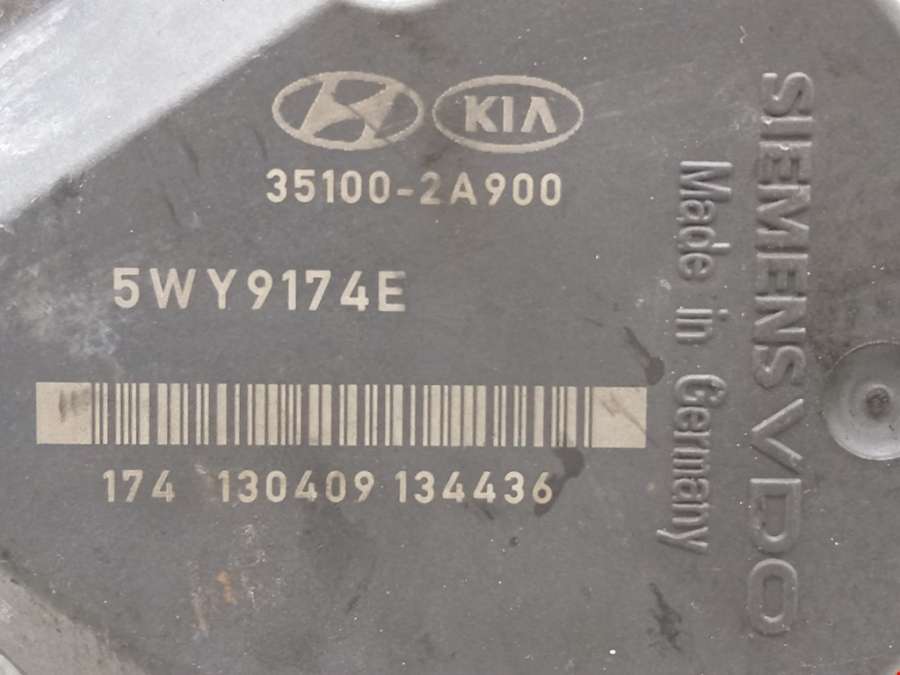 KIA
35100-2A900
5WY9174E
174 130409 134436
SIEMENS VDO
Made in Germany